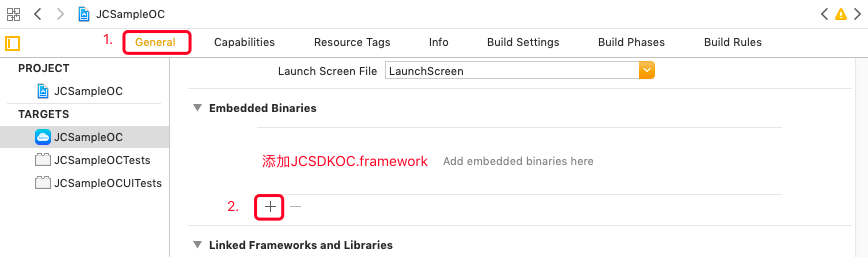 JCSampleOC
1. General Capabilities Resource Tags Info Build Settings Build Phases Build Rules
PROJECT
JCSampleOC
TARGETS
JCSampleOC
JCSampleOCTests
JCSampleOCUITests
Launch Screen File LaunchScreen
Embedded Binaries
添加JCSDKOC.framework Add embedded binaries here
2. + −
Linked Frameworks and Libraries